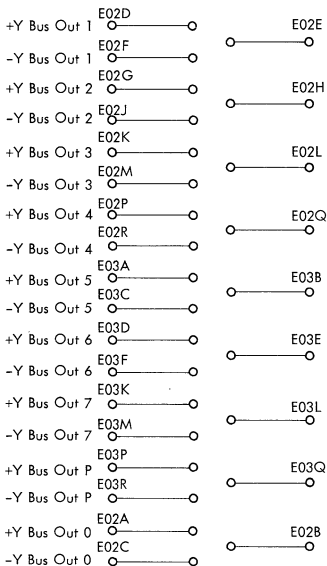 E02D
+Y Bus Out 1
E02E
E02F
-Y Bus Out 1
E02G
+Y Bus Out 2
E02H
E02J
-Y Bus Out 2
E02K
+Y Bus Out 3
E02L
E02M
-Y Bus Out 3
E02P
+Y Bus Out 4
E02Q
E02R
-Y Bus Out 4
E03A
+Y Bus Out 5
E03B
E03C
-Y Bus Out 5
E03D
+Y Bus Out 6
E03E
E03F
-Y Bus Out 6
E03K
+Y Bus Out 7
E03L
E03M
-Y Bus Out 7
E03P
+Y Bus Out P
E03Q
E03R
-Y Bus Out P
E02A
+Y Bus Out 0
E02B
E02C
-Y Bus Out 0